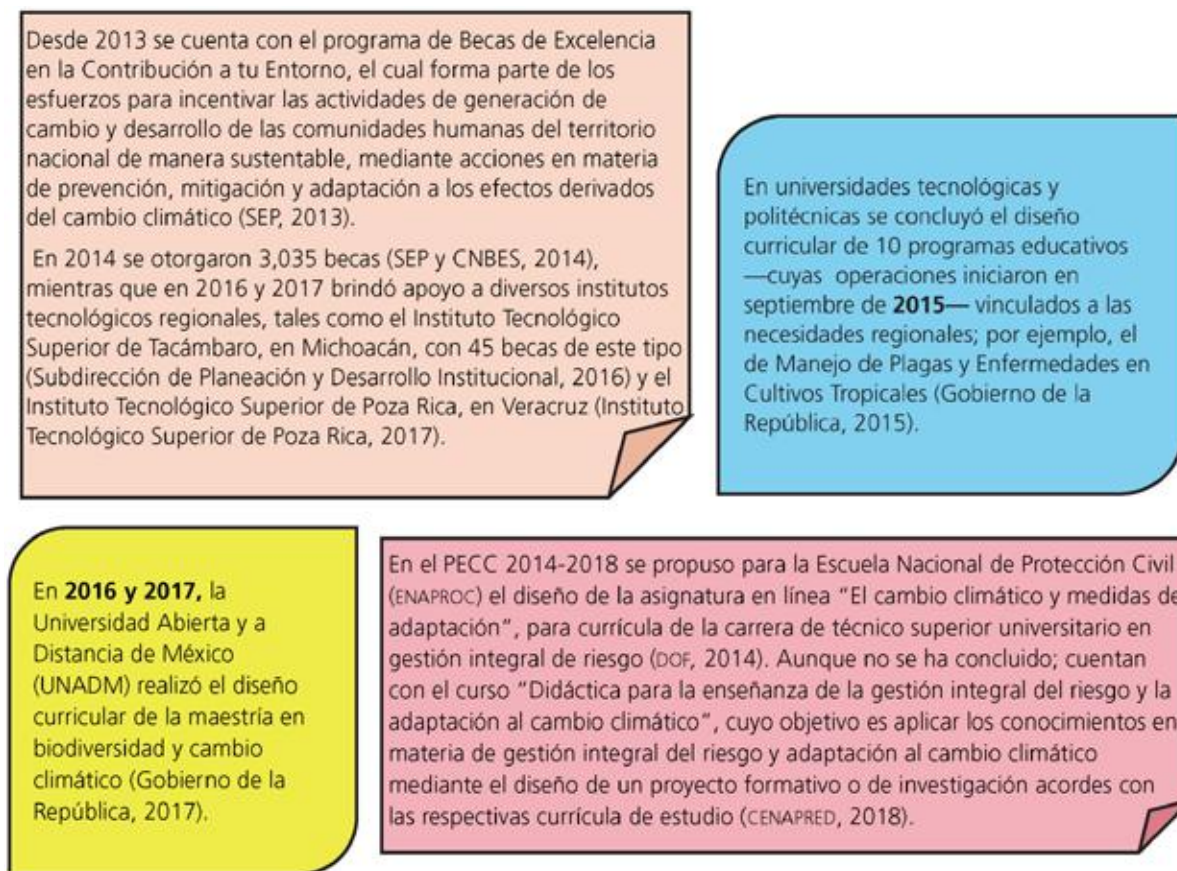 Desde 2013 se cuenta con el programa de Becas de Excelencia
en la Contribución a tu Entorno, el cual forma parte de los
esfuerzos para incentivar las actividades de generación de
cambio y desarrollo de las comunidades humanas del territorio
nacional de manera sustentable, mediante acciones en materia
de prevención, mitigación y adaptación a los efectos derivados
del cambio climático (SEP, 2013).
En 2014 se otorgaron 3,035 becas (SEP y CNBES, 2014),
mientras que en 2016 y 2017 brindó apoyo a diversos institutos
tecnológicos regionales, tales como el Instituto Tecnológico
Superior de Tacámbaro, en Michoacán, con 45 becas de este tipo
(Subdirección de Planeación y Desarrollo Institucional, 2016) y el
Instituto Tecnológico Superior de Poza Rica, en Veracruz (Instituto
Tecnológico Superior de Poza Rica, 2017).
En universidades tecnológicas y
politécnicas se concluyó el diseño
curricular de 10 programas educativos
—cuyas operaciones iniciaron en
septiembre de 2015— vinculados a las
necesidades regionales; por ejemplo, el
de Manejo de Plagas y Enfermedades en
Cultivos Tropicales (Gobierno de la
República, 2015).
En 2016 y 2017, la
Universidad Abierta y a
Distancia de México
(UNADM) realizó el diseño
curricular de la maestría en
biodiversidad y cambio
climático (Gobierno de la
República, 2017).
En el PECC 2014-2018 se propuso para la Escuela Nacional de Protección Civil
(ENAPROC) el diseño de la asignatura en línea “El cambio climático y medidas de
adaptación”, para currícula de la carrera de técnico superior universitario en
gestión integral de riesgo (DOF, 2014). Aunque no se ha concluido; cuentan
con el curso “Didáctica para la enseñanza de la gestión integral del riesgo y la
adaptación al cambio climático”, cuyo objetivo es aplicar los conocimientos en
materia de gestión integral del riesgo y adaptación al cambio climático
mediante el diseño de un proyecto formativo o de investigación acordes con
las respectivas currícula de estudio (CENAPRED, 2018).